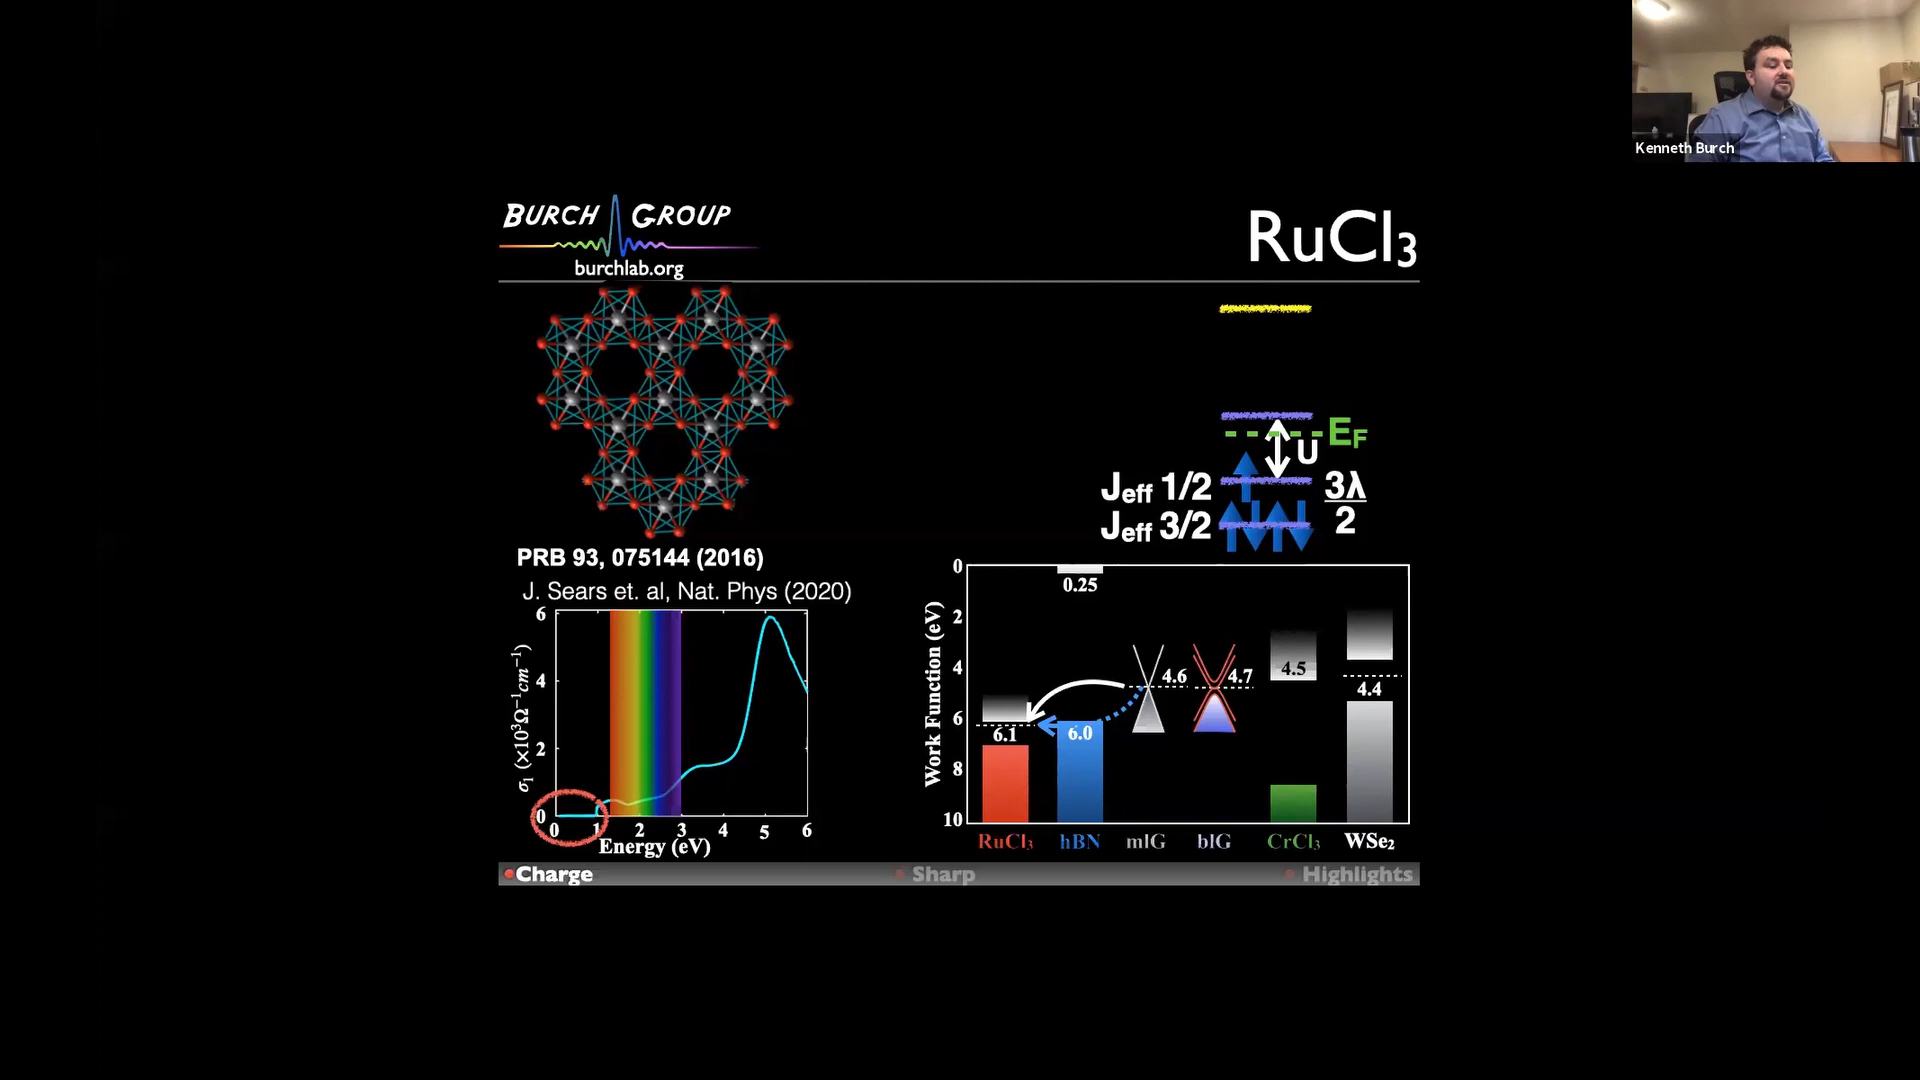 Kenneth Burch
BURCH GROUP
burchlab.org
RuCl₃
E_F
U
J_eff 1/2
3λ
2
J_eff 3/2
PRB 93, 075144 (2016)
J. Sears et. al, Nat. Phys (2020)
6
4
2
0
σ₁ (×10³Ω⁻¹cm⁻¹)
0 1 2 3 4 5 6
Energy (eV)
Work Function (eV)
0
2
4
6
8
10
0.25
4.6
4.7
4.5
4.4
6.1
6.0
RuCl₃ hBN mlG blG CrCl₃ WSe₂
Charge
Sharp
Highlights